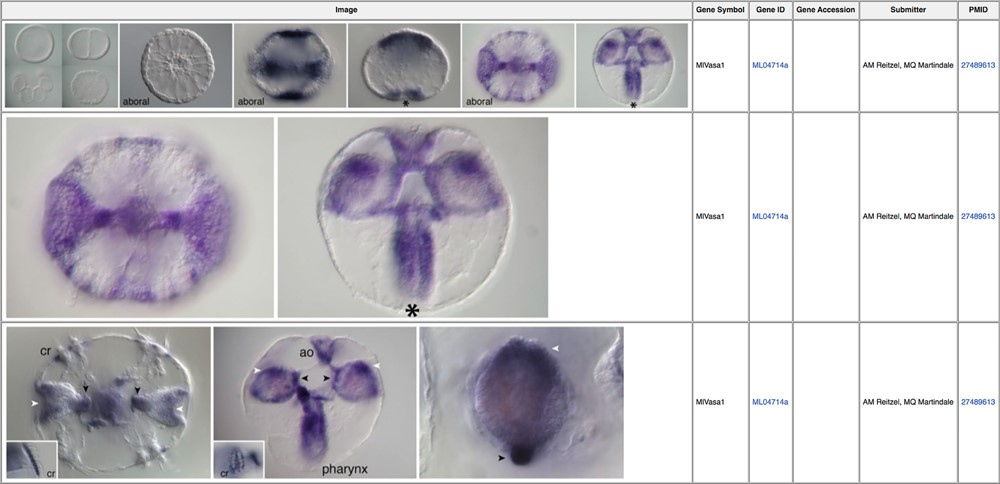 Image Gene Symbol Gene ID Gene Accession Submitter PMID
aboral aboral * aboral *
MlVasa1 ML04714a AM Reitzel, MQ Martindale 27489613
*
MlVasa1 ML04714a AM Reitzel, MQ Martindale 27489613
cr cr
ao pharynx cr
MlVasa1 ML04714a AM Reitzel, MQ Martindale 27489613